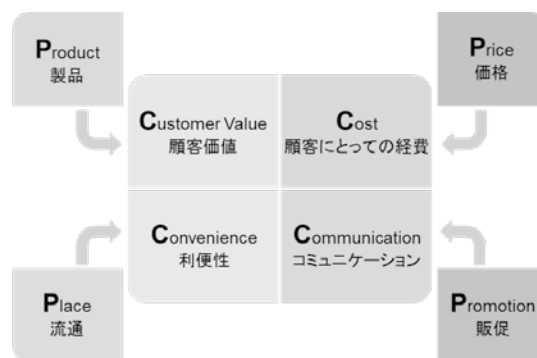 Product
製品
Price
価格
Customer Value
顧客価値
Cost
顧客にとっての経費
Convenience
利便性
Communication
コミュニケーション
Place
流通
Promotion
販促